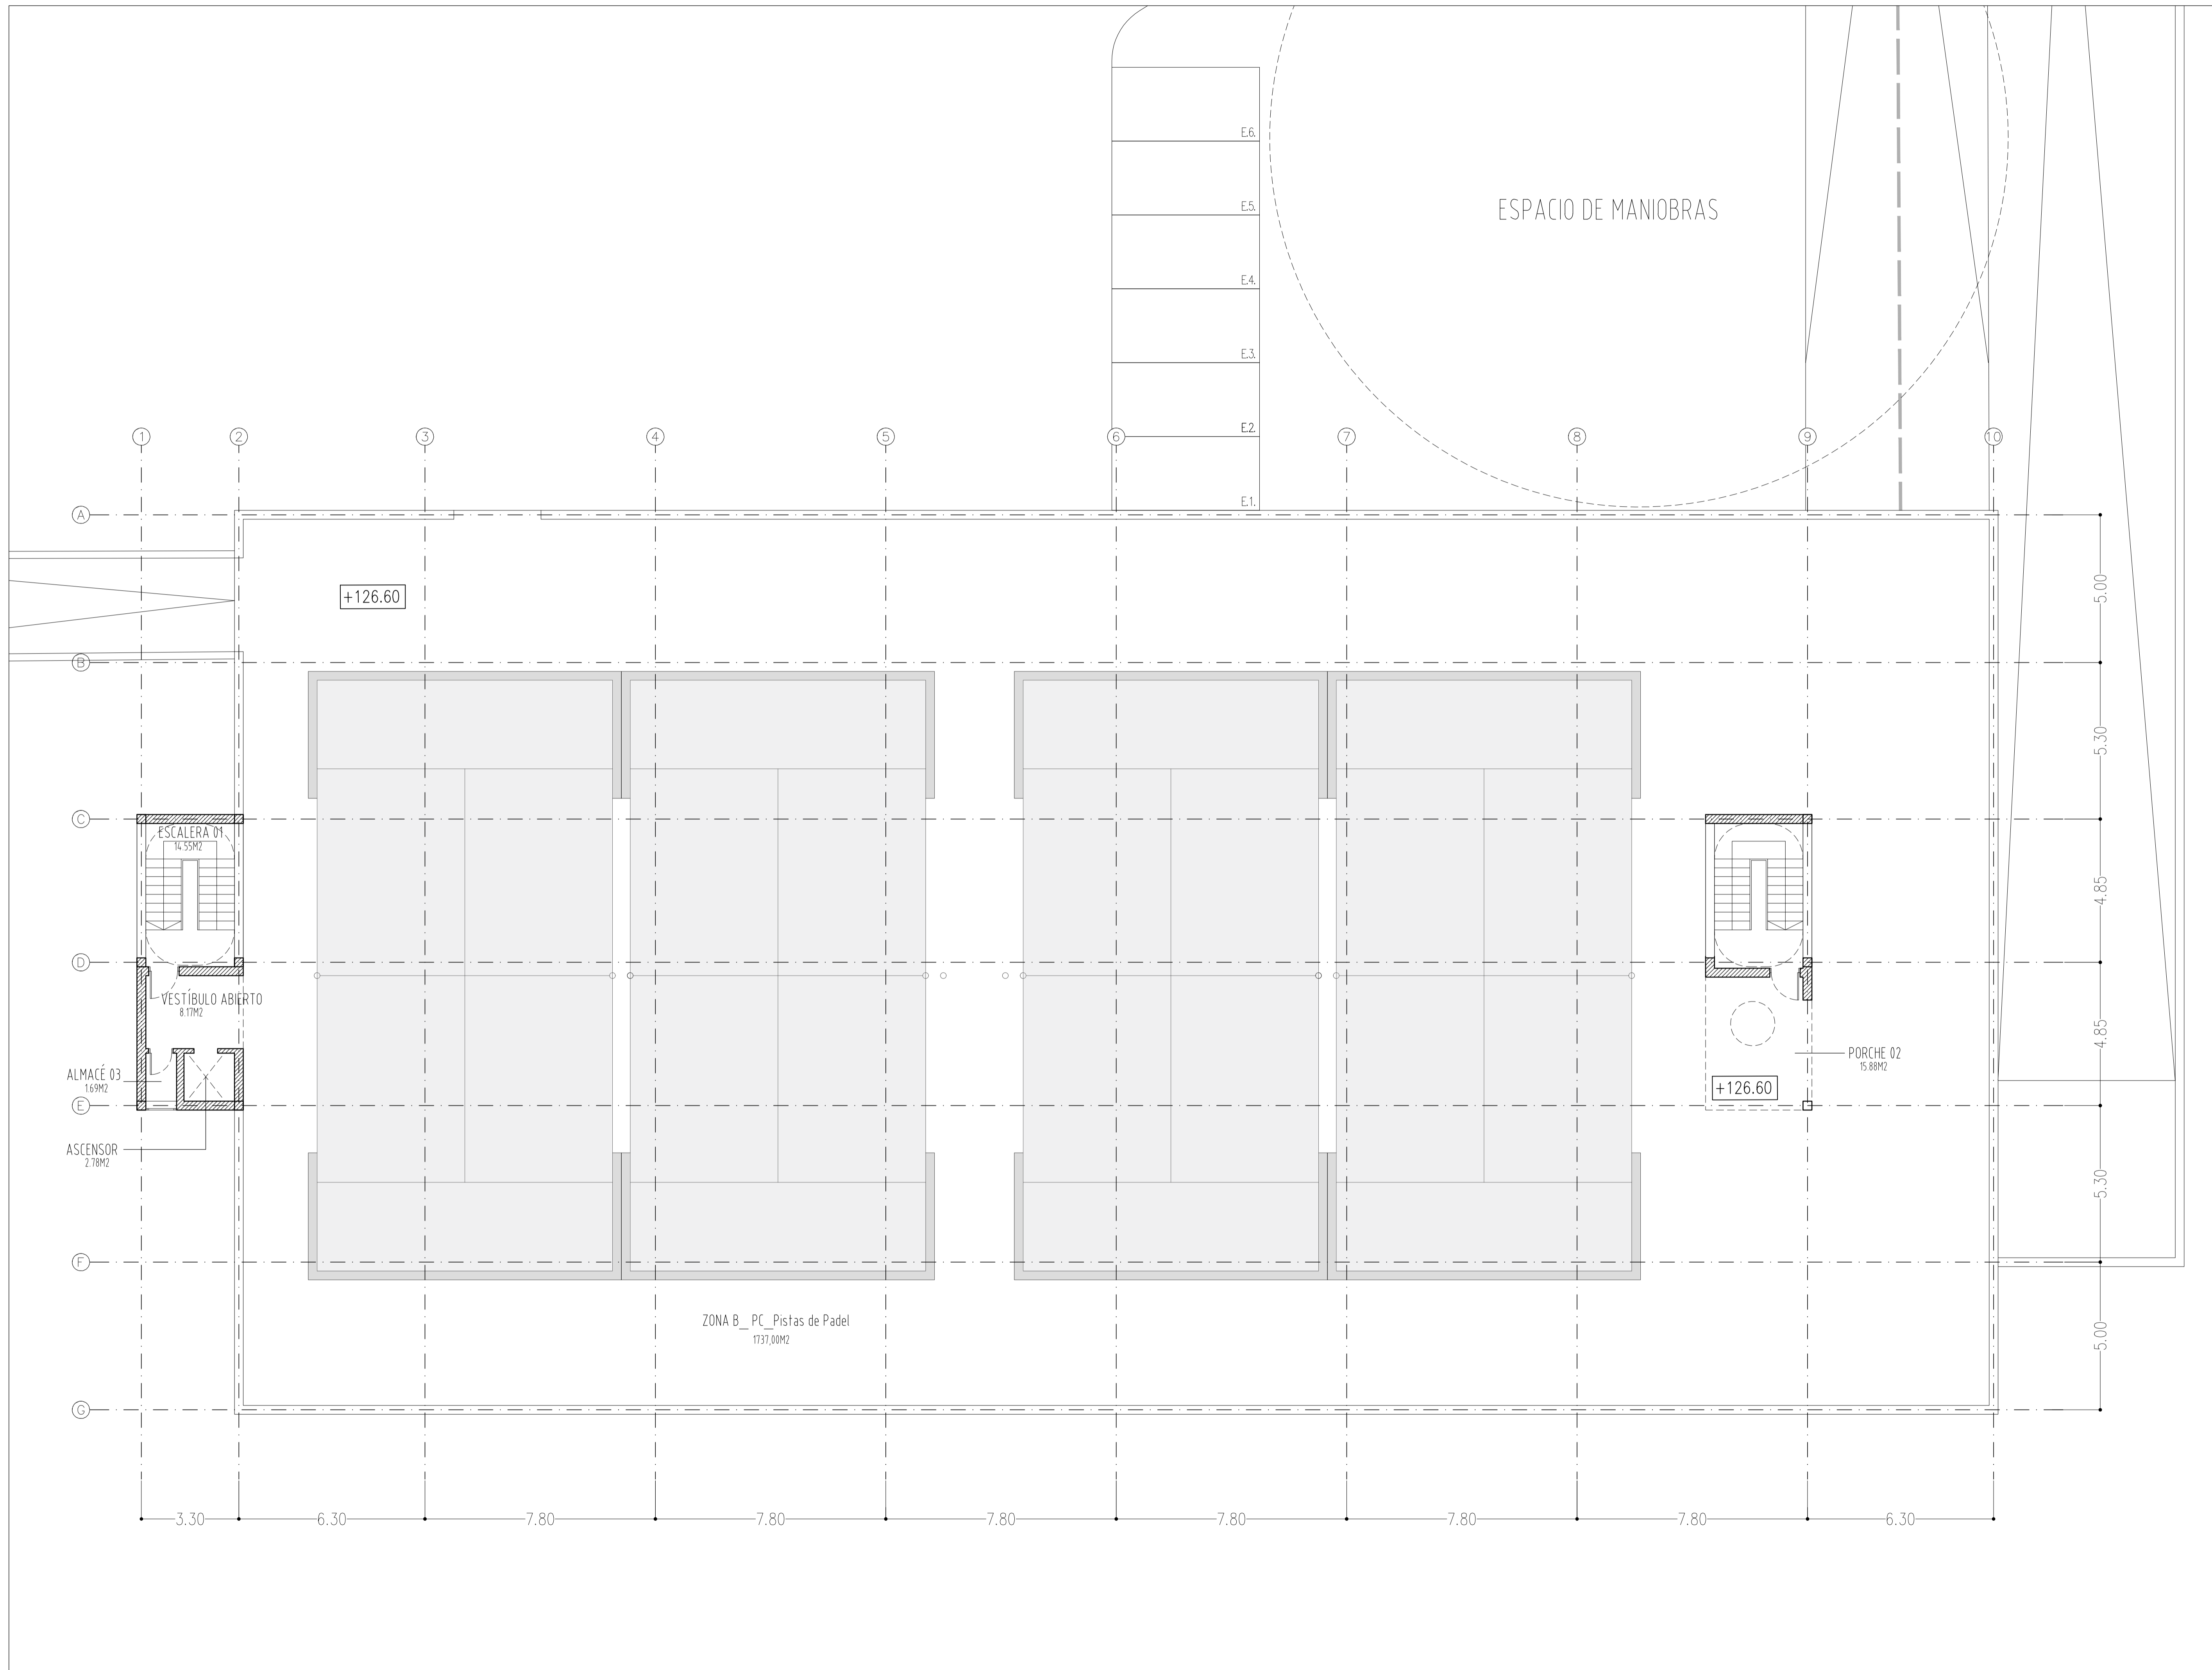 E.6.
E.5.
ESPACIO DE MANIOBRAS
E.4.
E.3.
E.2.
E.1.
1
2
3
4
5
6
7
8
9
10
A
5.00
+126.60
B
5.30
C
ESCALERA 01
14.55M2
4.85
D
VESTÍBULO ABIERTO
8.17M2
4.85
PORCHE 02
15.88M2
ALMACÉ 03
1.69M2
+126.60
E
ASCENSOR
2.78M2
5.30
F
ZONA B_ PC_Pistas de Padel
1737,00M2
5.00
G
3.30
6.30
7.80
7.80
7.80
7.80
7.80
7.80
6.30